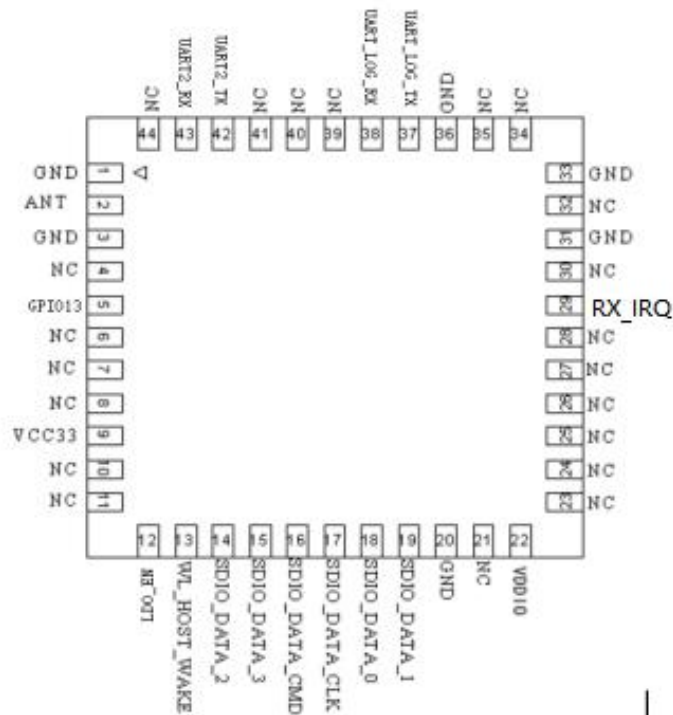 NC
UART2_RX
UART2_TX
NC
NC
NC
UART_LOG_RX
UART_LOG_TX
GND
NC
NC
44
43
42
41
40
39
38
37
36
35
34
GND
1
ANT
2
GND
3
NC
4
GPIO13
5
NC
6
NC
7
NC
8
VCC33
9
NC
10
NC
11
33
GND
32
NC
31
GND
30
NC
29
RX_IRQ
28
NC
27
NC
26
NC
25
NC
24
NC
23
NC
12
13
14
15
16
17
18
19
20
21
22
LDO_EN
WL_HOST_WAKE
SDIO_DATA_2
SDIO_DATA_3
SDIO_DATA_CMD
SDIO_DATA_CLK
SDIO_DATA_0
SDIO_DATA_1
GND
NC
VDDIO